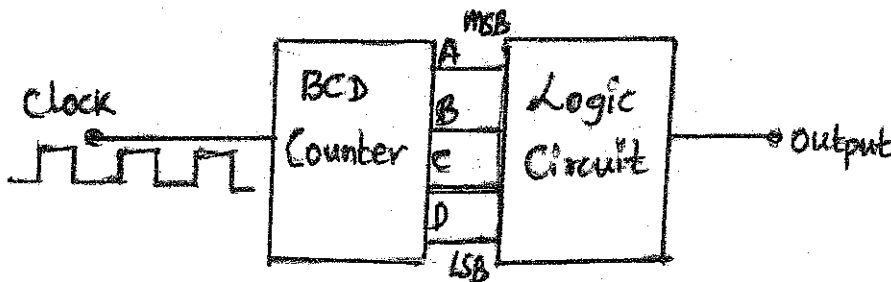 MSB
A
BCD
Logic
Clock
B
Counter
C
Circuit
Output
D
LSB